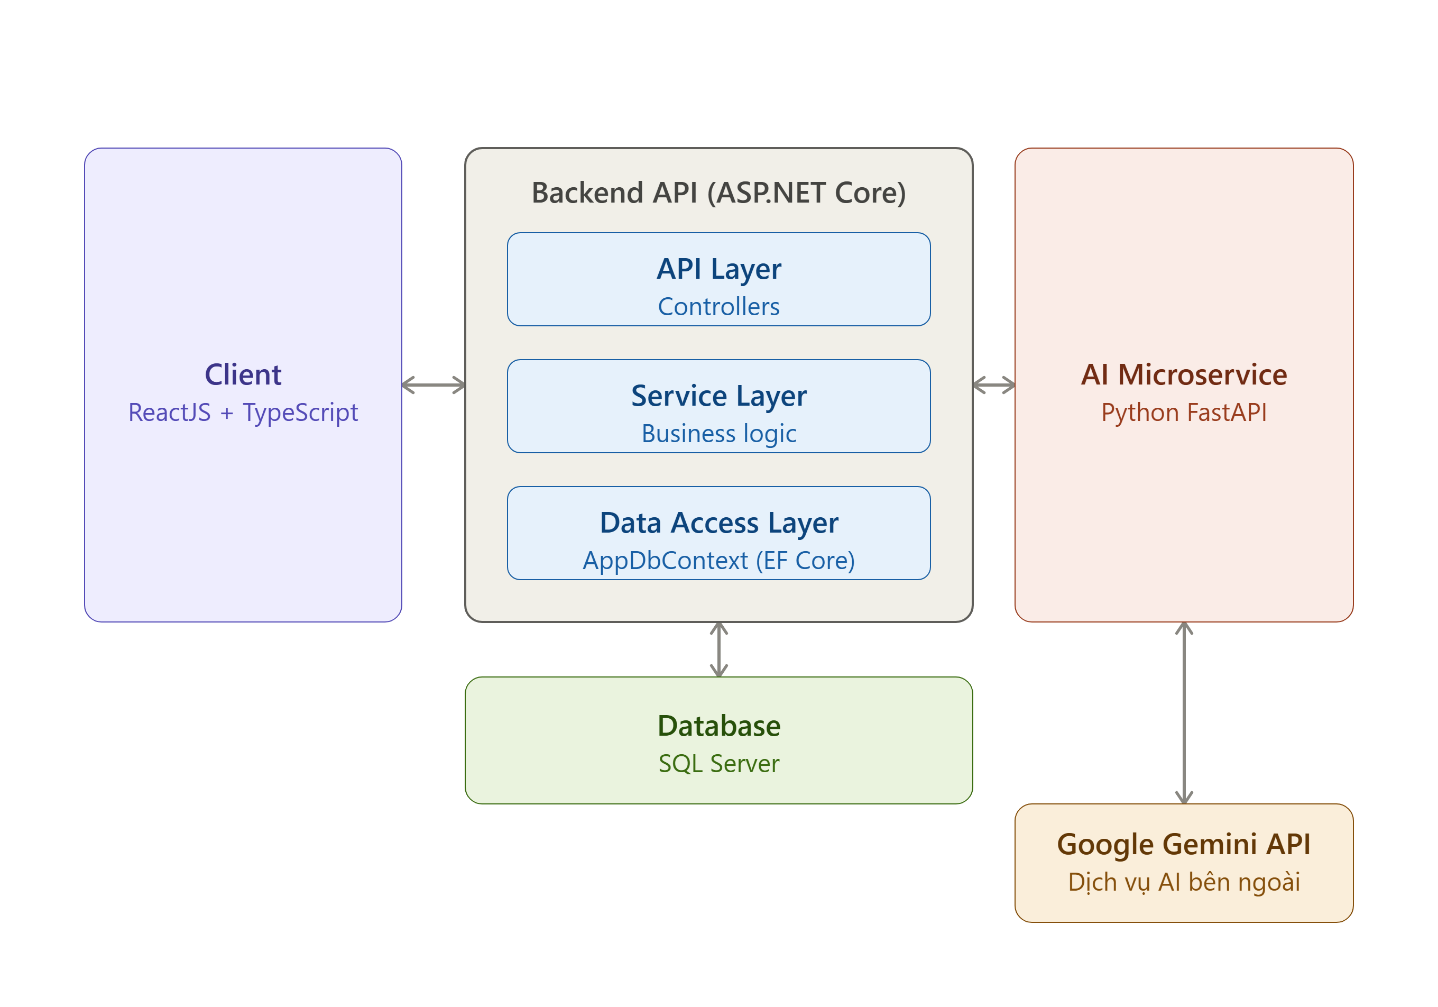 Client
ReactJS + TypeScript
Backend API (ASP.NET Core)
API Layer
Controllers
Service Layer
Business logic
Data Access Layer
AppDbContext (EF Core)
AI Microservice
Python FastAPI
Database
SQL Server
Google Gemini API
Dịch vụ AI bên ngoài